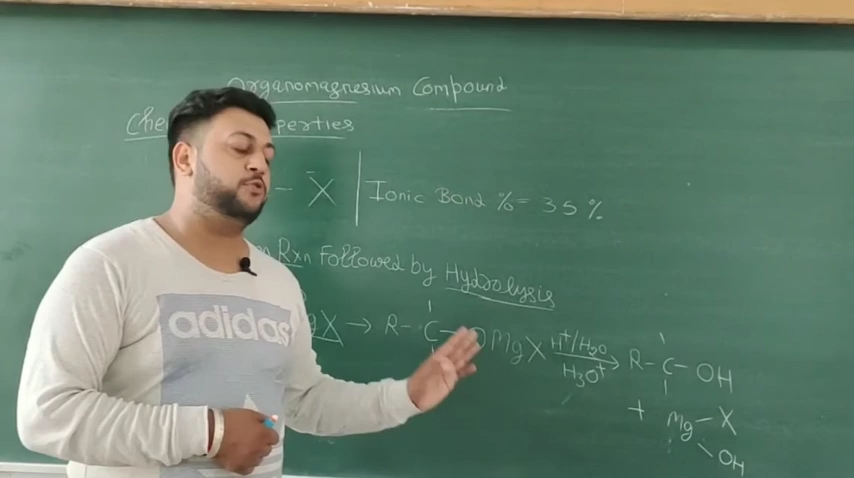 Organomagnesium Compound
Che perties
- X | Ionic Bond % = 35 %
Rxn Followed by Hydrolysis
gX → R - C - OMgX H+/H2O H3O+ → R - C - OH
+ Mg - X
OH
adidas